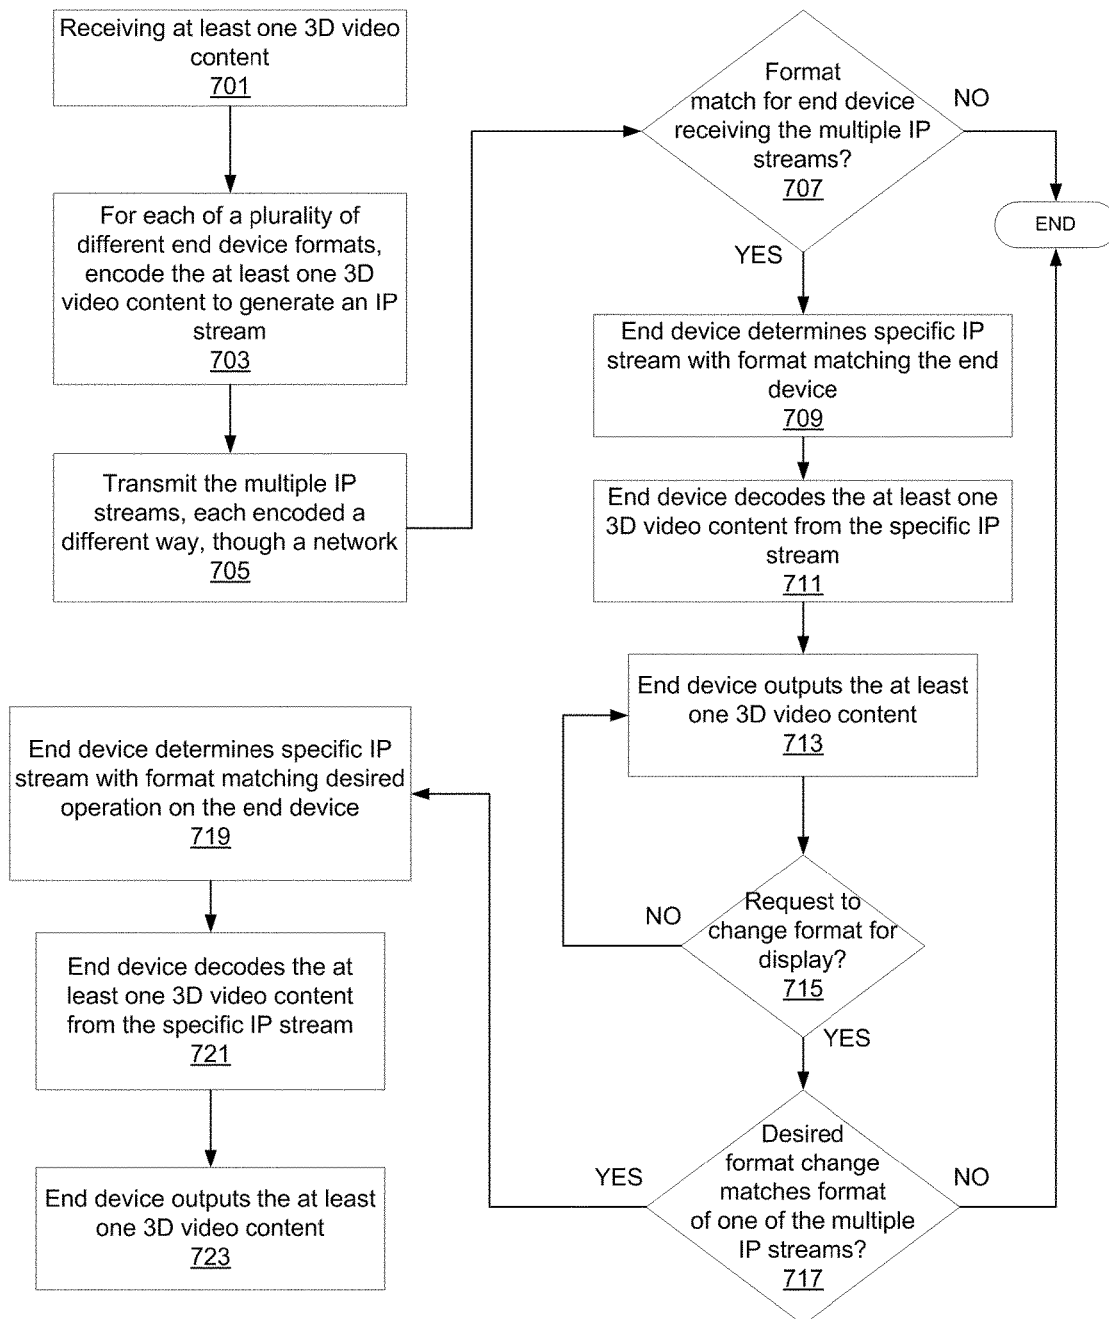 Receiving at least one 3D video
content
701
For each of a plurality of
different end device formats,
encode the at least one 3D
video content to generate an IP
stream
703
Transmit the multiple IP
streams, each encoded a
different way, though a network
705
Format
match for end device
receiving the multiple IP
streams?
707
NO
END
YES
End device determines specific IP
stream with format matching the end
device
709
End device decodes the at least one
3D video content from the specific IP
stream
711
End device outputs the at least
one 3D video content
713
Request to
change format for
display?
715
NO
YES
Desired
format change
matches format
of one of the multiple
IP streams?
717
YES
NO
End device determines specific IP
stream with format matching desired
operation on the end device
719
End device decodes the at
least one 3D video content
from the specific IP stream
721
End device outputs the at least
one 3D video content
723